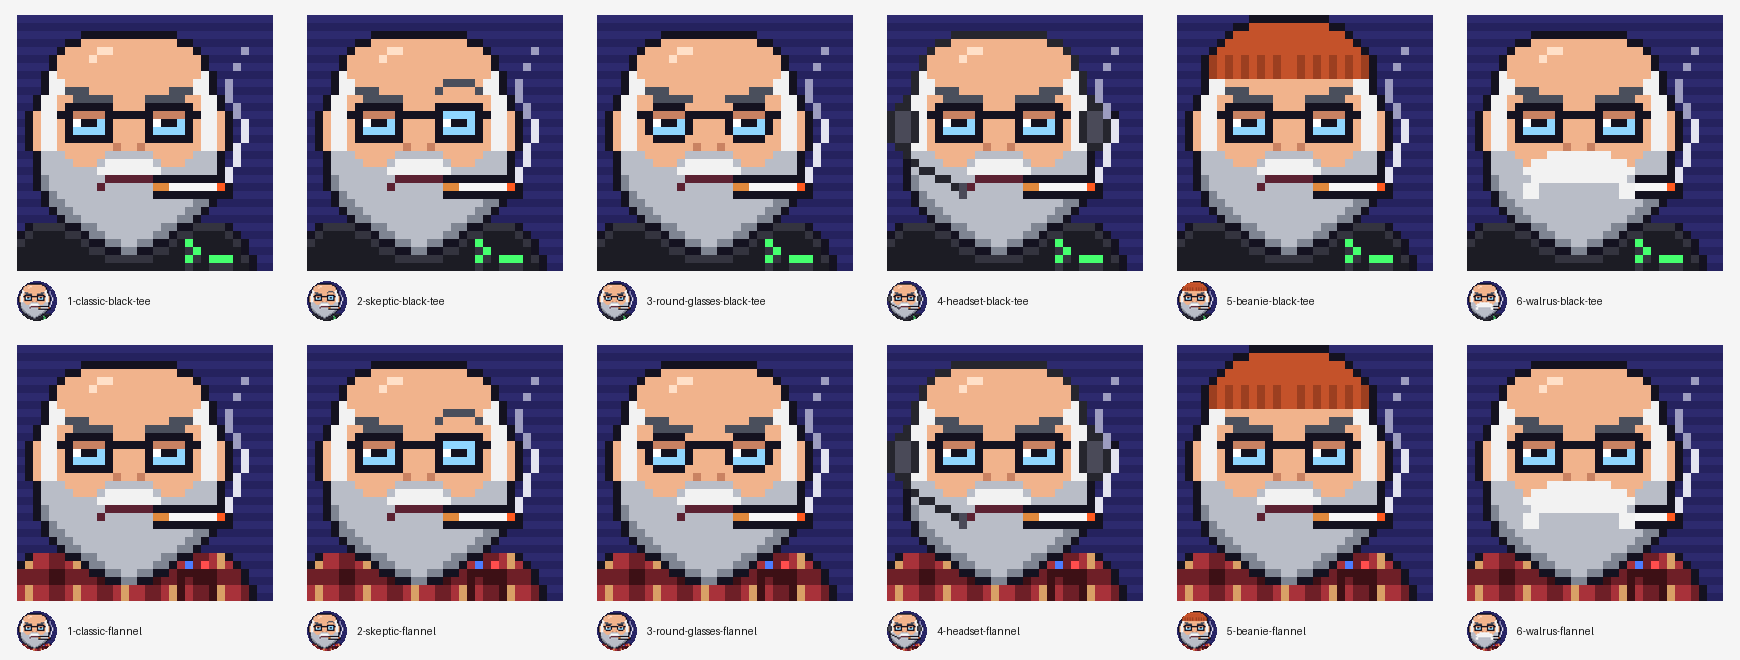 1-classic-black-tee
2-skeptic-black-tee
3-round-glasses-black-tee
4-headset-black-tee
5-beanie-black-tee
6-walrus-black-tee
1-classic-flannel
2-skeptic-flannel
3-round-glasses-flannel
4-headset-flannel
5-beanie-flannel
6-walrus-flannel